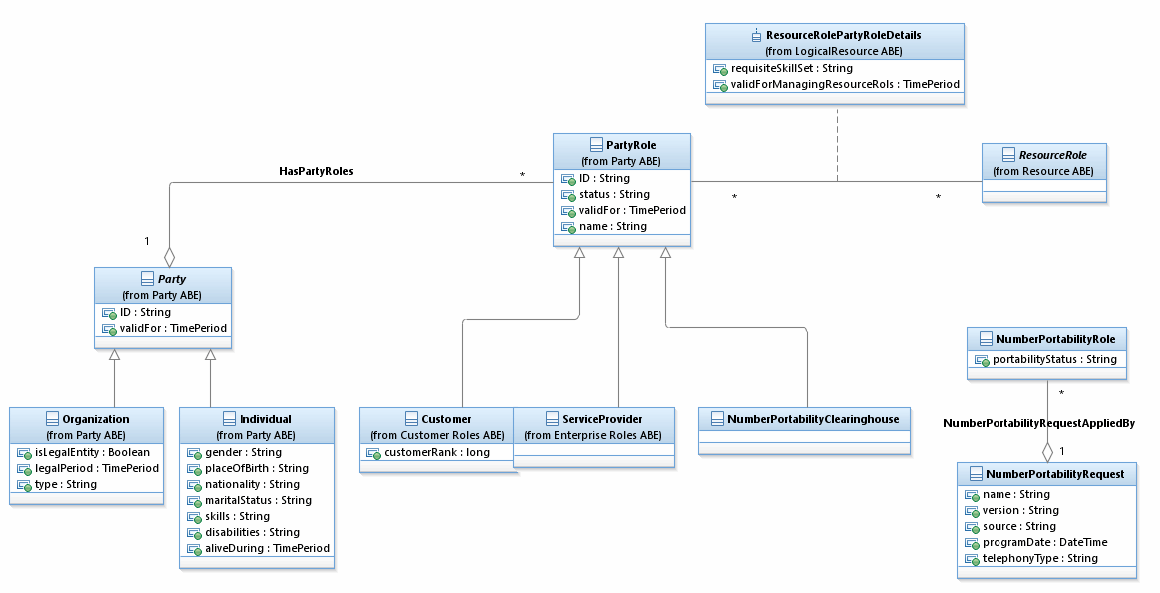 ResourceRolePartyRoleDetails
(from LogicalResource ABE)
requisiteSkillSet : String
validForManagingResourceRols : TimePeriod
PartyRole
(from Party ABE)
ID : String
status : String
validFor : TimePeriod
name : String
ResourceRole
(from Resource ABE)
HasPartyRoles
*
*
*
1
Party
(from Party ABE)
ID : String
validFor : TimePeriod
NumberPortabilityRole
portabilityStatus : String
*
NumberPortabilityRequestAppliedBy
1
Organization
(from Party ABE)
isLegalEntity : Boolean
legalPeriod : TimePeriod
type : String
Individual
(from Party ABE)
gender : String
placeOfBirth : String
nationality : String
maritalStatus : String
skills : String
disabilities : String
aliveDuring : TimePeriod
Customer
(from Customer Roles ABE)
customerRank : long
ServiceProvider
(from Enterprise Roles ABE)
NumberPortabilityClearinghouse
NumberPortabilityRequest
name : String
version : String
source : String
programDate : DateTime
telephonyType : String